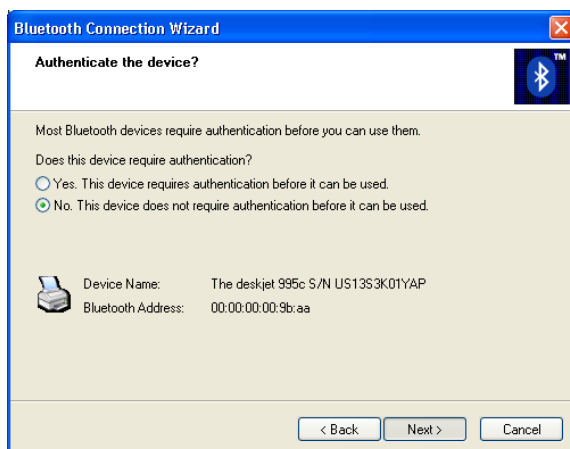 Bluetooth Connection Wizard
Authenticate the device?
TM
Most Bluetooth devices require authentication before you can use them.
Does this device require authentication?
Yes. This device requires authentication before it can be used.
No. This device does not require authentication before it can be used.
Device Name: The deskjet 995c S/N US13S3K01YAP
Bluetooth Address: 00:00:00:00:9b:aa
< Back Next > Cancel